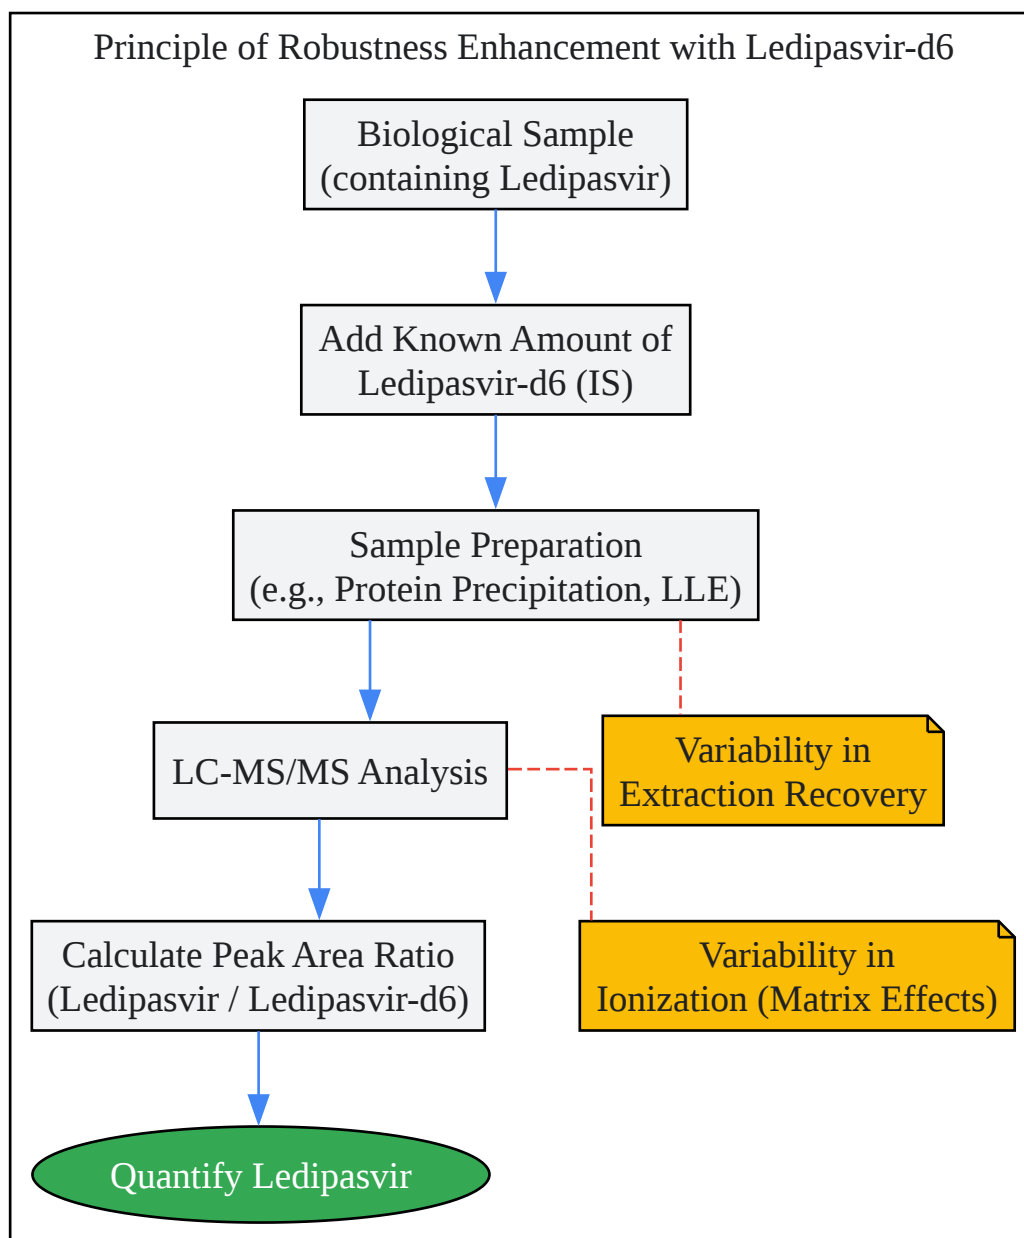 Principle of Robustness Enhancement with Ledipasvir-d6
Biological Sample
(containing Ledipasvir)
Add Known Amount of
Ledipasvir-d6 (IS)
Sample Preparation
(e.g., Protein Precipitation, LLE)
LC-MS/MS Analysis
Variability in
Extraction Recovery
Calculate Peak Area Ratio
(Ledipasvir / Ledipasvir-d6)
Variability in
Ionization (Matrix Effects)
Quantify Ledipasvir